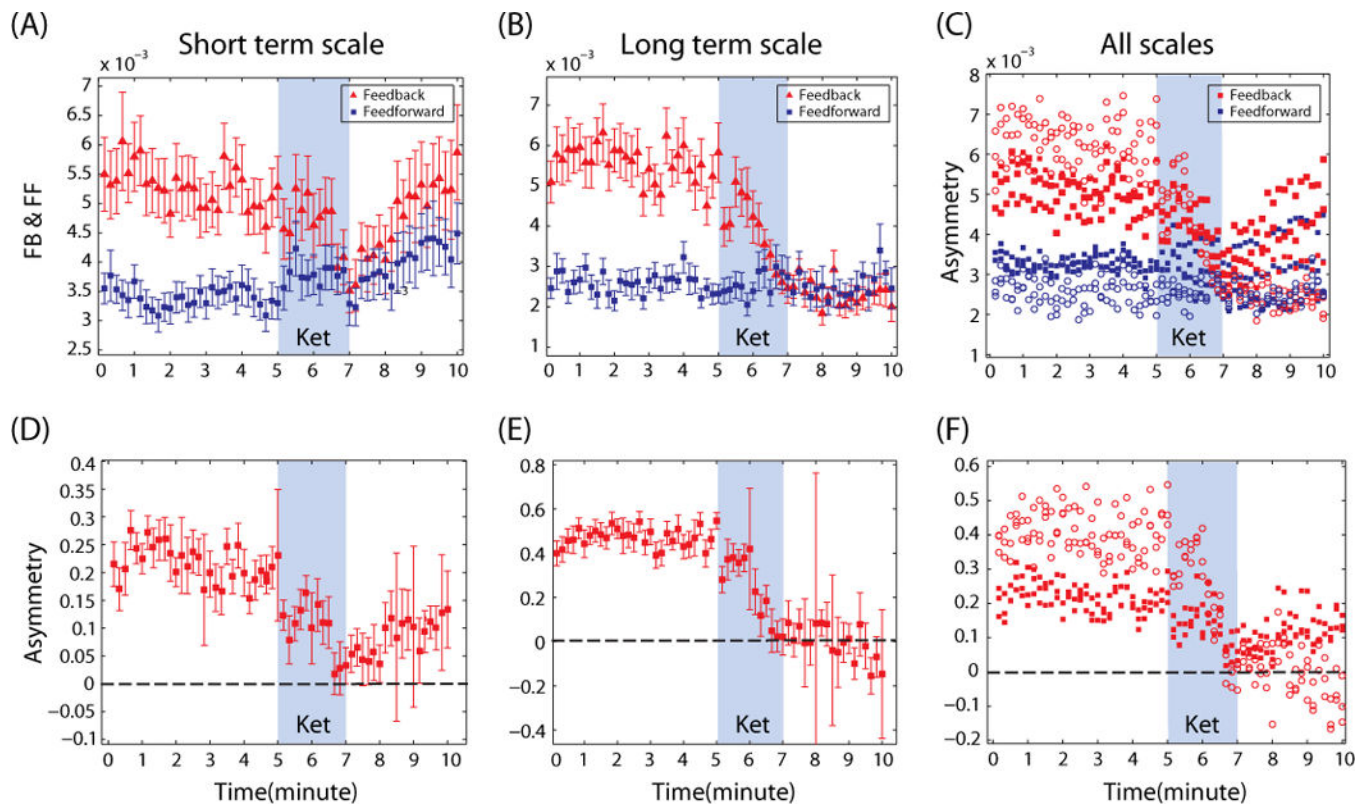 (A)
Short term scale
x 10⁻³
7
6.5
6
5.5
5
4.5
4
3.5
3
2.5
FB & FF
Feedback
Feedforward
Ket
-3
0 1 2 3 4 5 6 7 8 9 10
(B)
Long term scale
x 10⁻³
7
6
5
4
3
2
1
Feedback
Feedforward
Ket
0 1 2 3 4 5 6 7 8 9 10
(C)
All scales
x 10⁻³
8
7
6
5
4
3
2
1
Asymmetry
Feedback
Feedforward
Ket
0 1 2 3 4 5 6 7 8 9 10
(D)
0.4
0.35
0.3
0.25
0.2
0.15
0.1
0.05
0
−0.05
−0.1
Asymmetry
Ket
0 1 2 3 4 5 6 7 8 9 10
Time(minute)
(E)
0.8
0.6
0.4
0.2
0
−0.2
−0.4
Ket
0 1 2 3 4 5 6 7 8 9 10
Time(minute)
(F)
0.6
0.5
0.4
0.3
0.2
0.1
0
−0.1
−0.2
Ket
0 1 2 3 4 5 6 7 8 9 10
Time(minute)